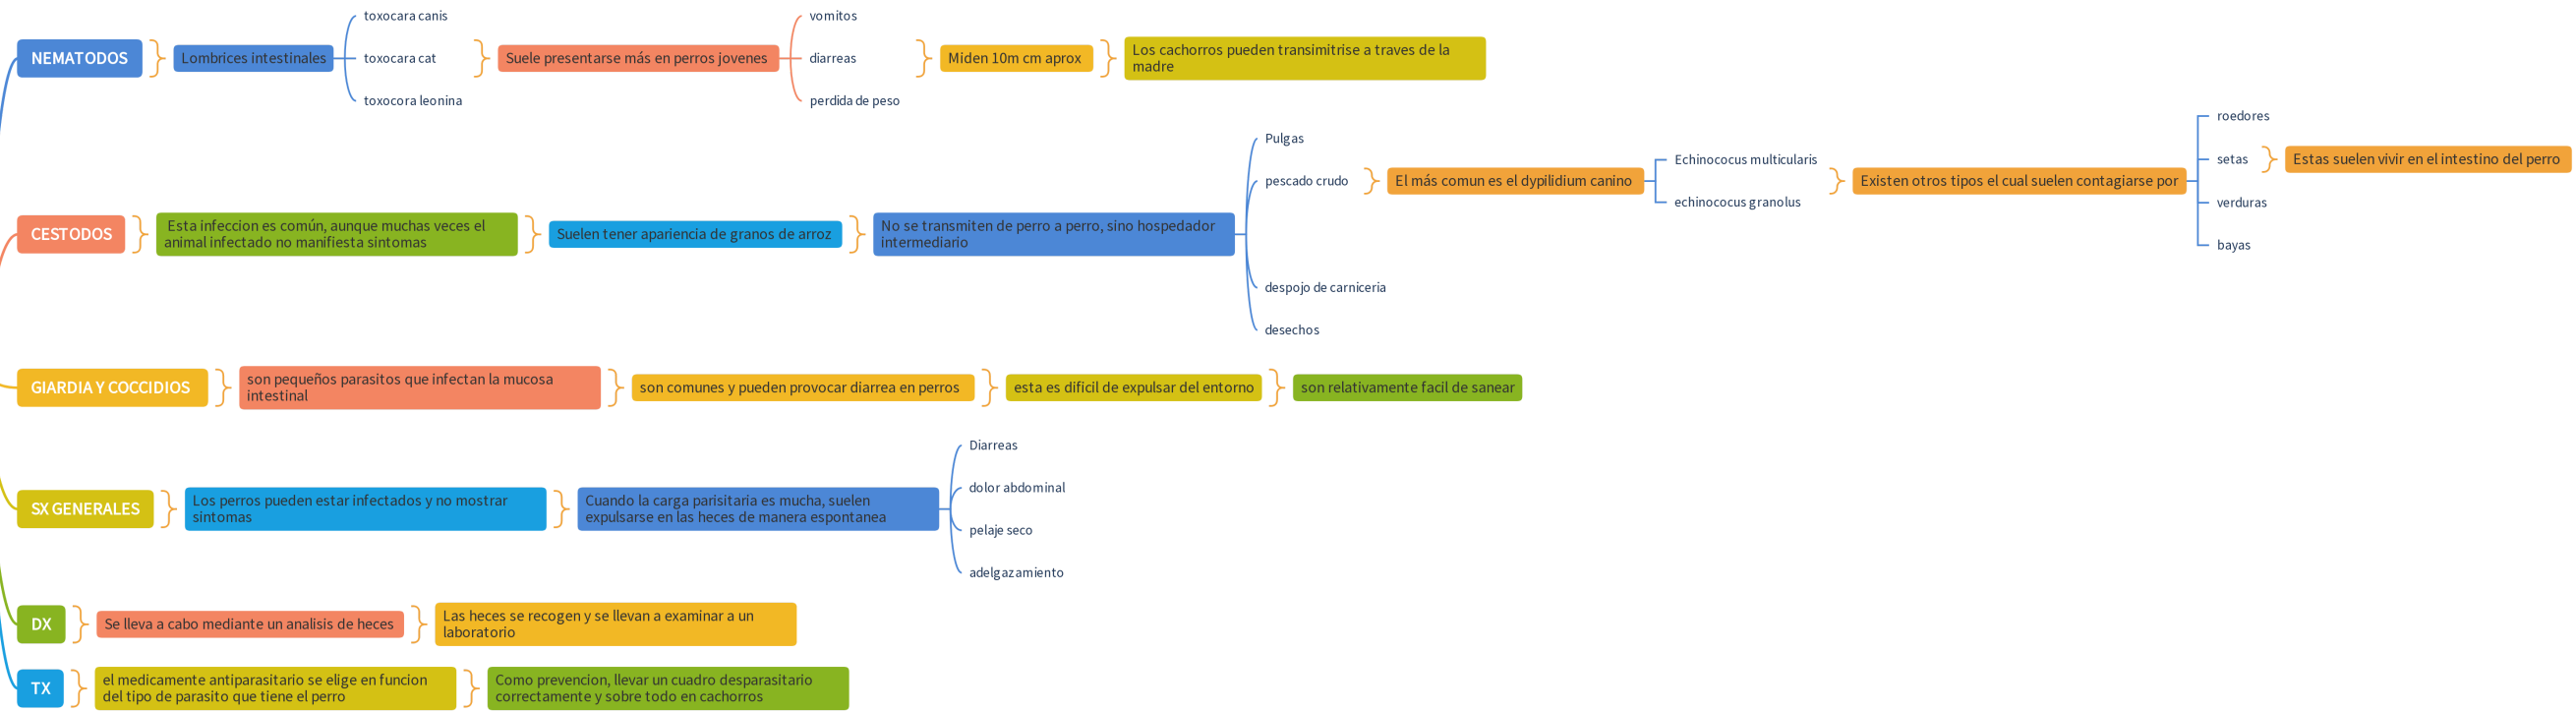 NEMATODOS
Lombrices intestinales
toxocara canis
toxocara cat
toxocora leonina
Suele presentarse más en perros jovenes
vomitos
diarreas
perdida de peso
Miden 10m cm aprox
Los cachorros pueden transimitrise a traves de la
madre
CESTODOS
Esta infeccion es común, aunque muchas veces el
animal infectado no manifiesta sintomas
Suelen tener apariencia de granos de arroz
No se transmiten de perro a perro, sino hospedador
intermediario
Pulgas
pescado crudo
El más comun es el dypilidium canino
Echinococus multicularis
echinococus granolus
Existen otros tipos el cual suelen contagiarse por
roedores
setas
Estas suelen vivir en el intestino del perro
verduras
bayas
despojo de carniceria
desechos
GIARDIA Y COCCIDIOS
son pequeños parasitos que infectan la mucosa
intestinal
son comunes y pueden provocar diarrea en perros
esta es dificil de expulsar del entorno
son relativamente facil de sanear
SX GENERALES
Los perros pueden estar infectados y no mostrar
sintomas
Cuando la carga parisitaria es mucha, suelen
expulsarse en las heces de manera espontanea
Diarreas
dolor abdominal
pelaje seco
adelgazamiento
DX
Se lleva a cabo mediante un analisis de heces
Las heces se recogen y se llevan a examinar a un
laboratorio
TX
el medicamente antiparasitario se elige en funcion
del tipo de parasito que tiene el perro
Como prevencion, llevar un cuadro desparasitario
correctamente y sobre todo en cachorros